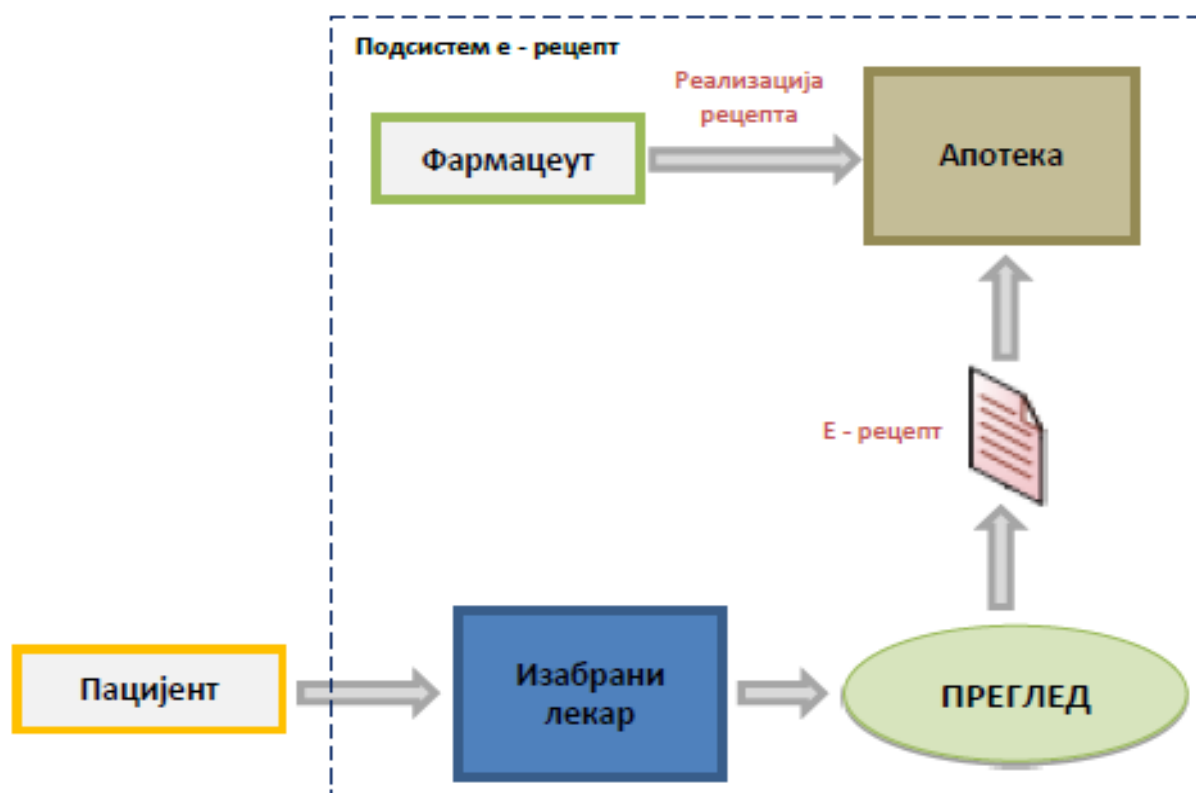 Подсистем е - рецепт
Реализација
рецепта
Фармацеут
Апотека
Е - рецепт
Пацијент
Изабрани
лекар
ПРЕГЛЕД